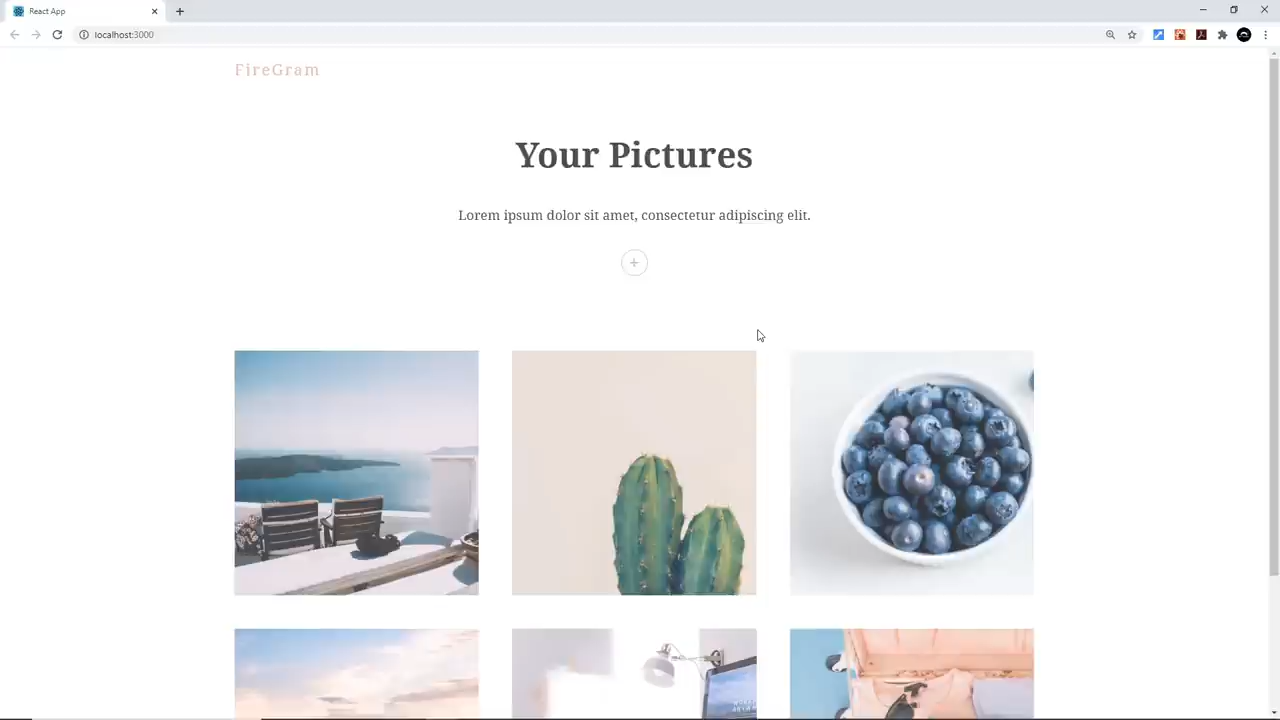 React App
localhost:3000
FireGram
Your Pictures
Lorem ipsum dolor sit amet, consectetur adipiscing elit.
+